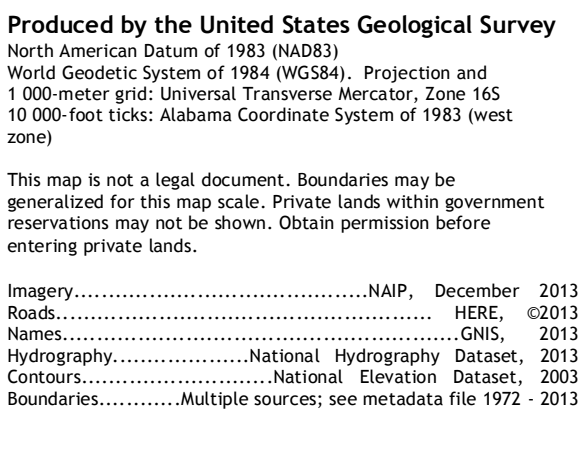 Produced by the United States Geological Survey
North American Datum of 1983 (NAD83)
World Geodetic System of 1984 (WGS84).  Projection and
1 000-meter grid: Universal Transverse Mercator, Zone 16S
10 000-foot ticks: Alabama Coordinate System of 1983 (west
zone)
This map is not a legal document. Boundaries may be
generalized for this map scale. Private lands within government
reservations may not be shown. Obtain permission before
entering private lands.
Imagery.......................................NAIP, December 2013
Roads.................................................. HERE, ©2013
Names.....................................................GNIS, 2013
Hydrography....................National Hydrography Dataset, 2013
Contours............................National Elevation Dataset, 2003
Boundaries............Multiple sources; see metadata file 1972 - 2013